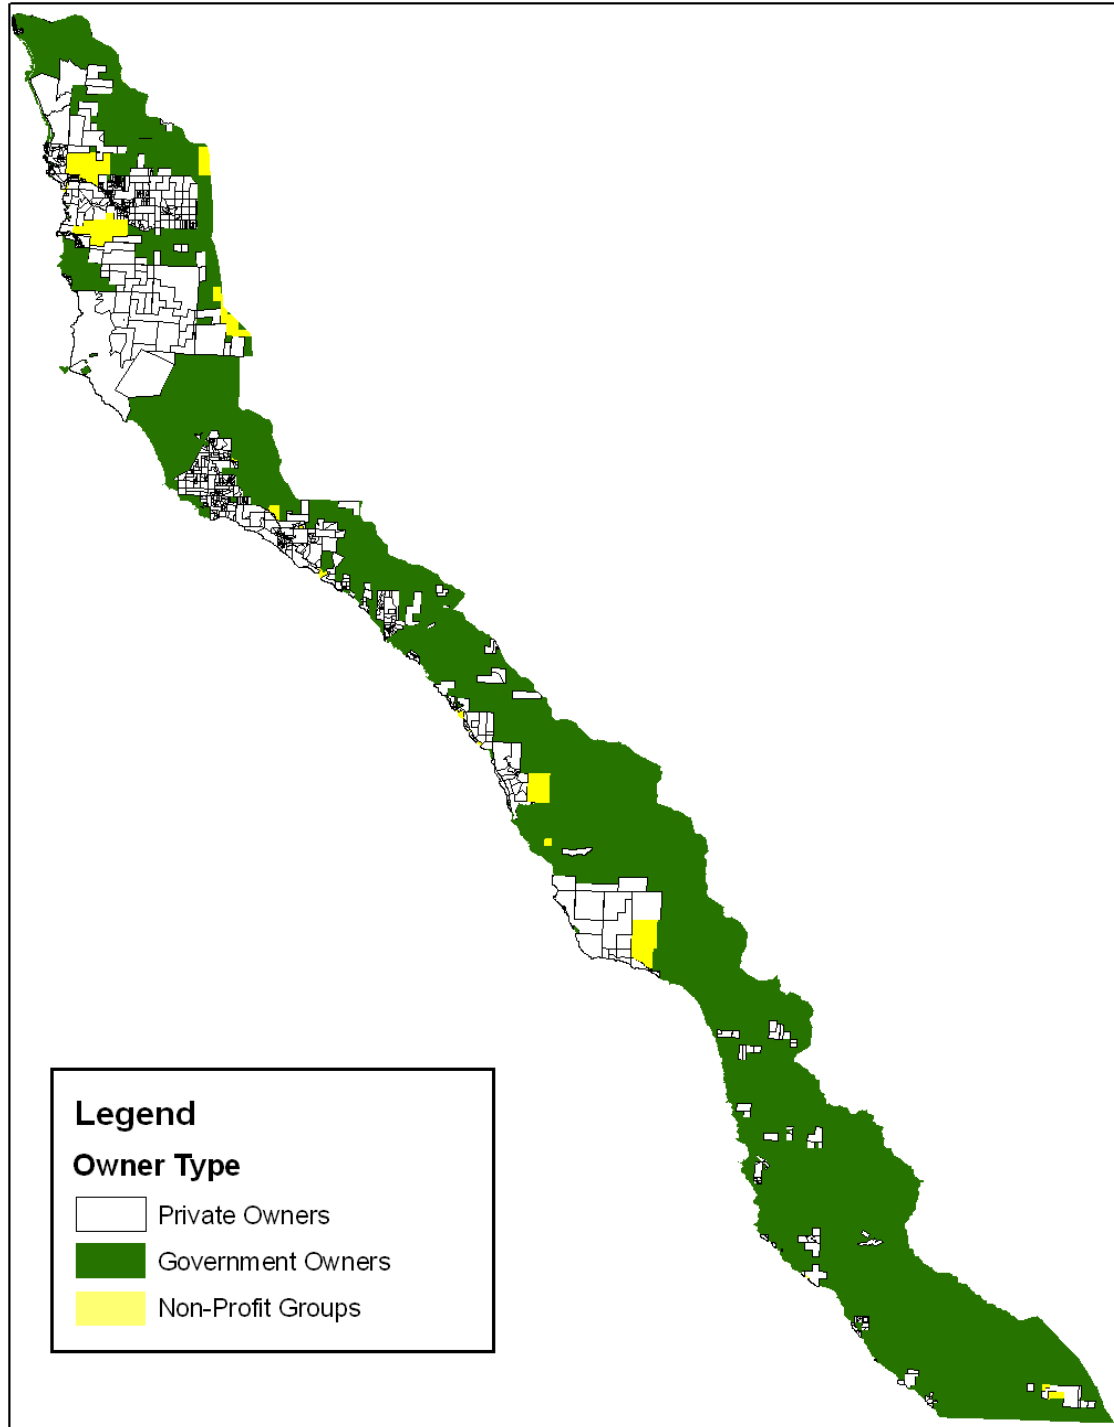 Legend
Owner Type
Private Owners
Government Owners
Non-Profit Groups